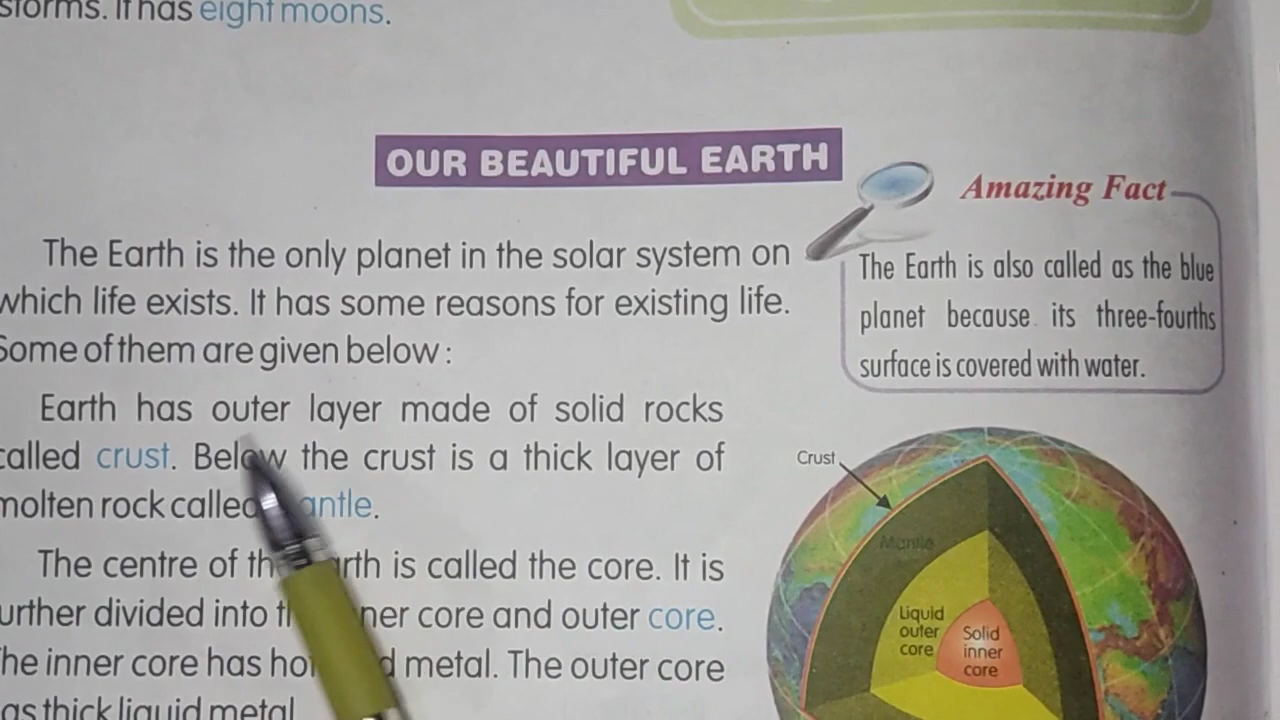 storms. It has eight moons.
OUR BEAUTIFUL EARTH
The Earth is the only planet in the solar system on
which life exists. It has some reasons for existing life.
Some of them are given below :
Earth has outer layer made of solid rocks
called crust. Below the crust is a thick layer of
molten rock called antle.
The centre of th rth is called the core. It is
urther divided into t ner core and outer core.
he inner core has ho d metal. The outer core
as thick liquid metal
Amazing Fact
The Earth is also called as the blue
planet because its three-fourths
surface is covered with water.
Crust
Mantle
Liquid
outer
core
Solid
inner
core